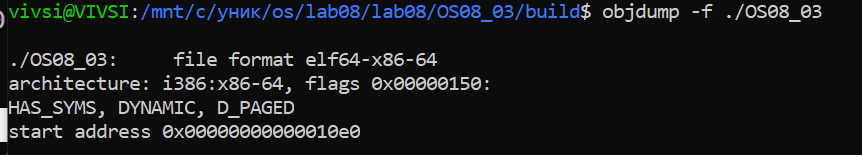 vivsi@VIVSI:/mnt/c/уник/os/lab08/lab08/OS08_03/build$ objdump -f ./OS08_03
./OS08_03:     file format elf64-x86-64
architecture: i386:x86-64, flags 0x00000150:
HAS_SYMS, DYNAMIC, D_PAGED
start address 0x00000000000010e0